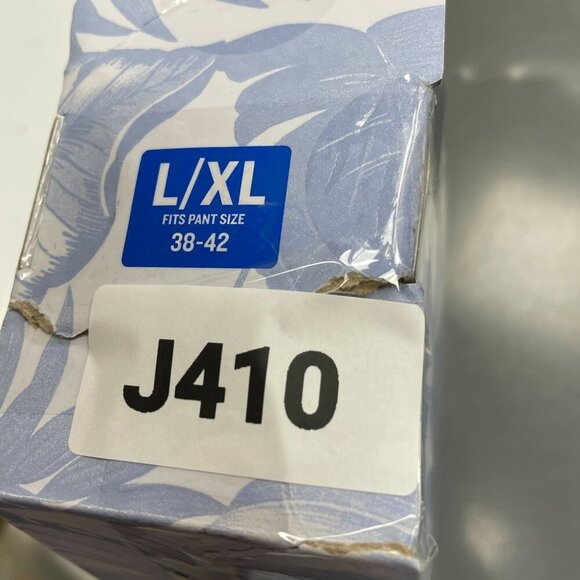 L/XL
FITS PANT SIZE
38-42
J410